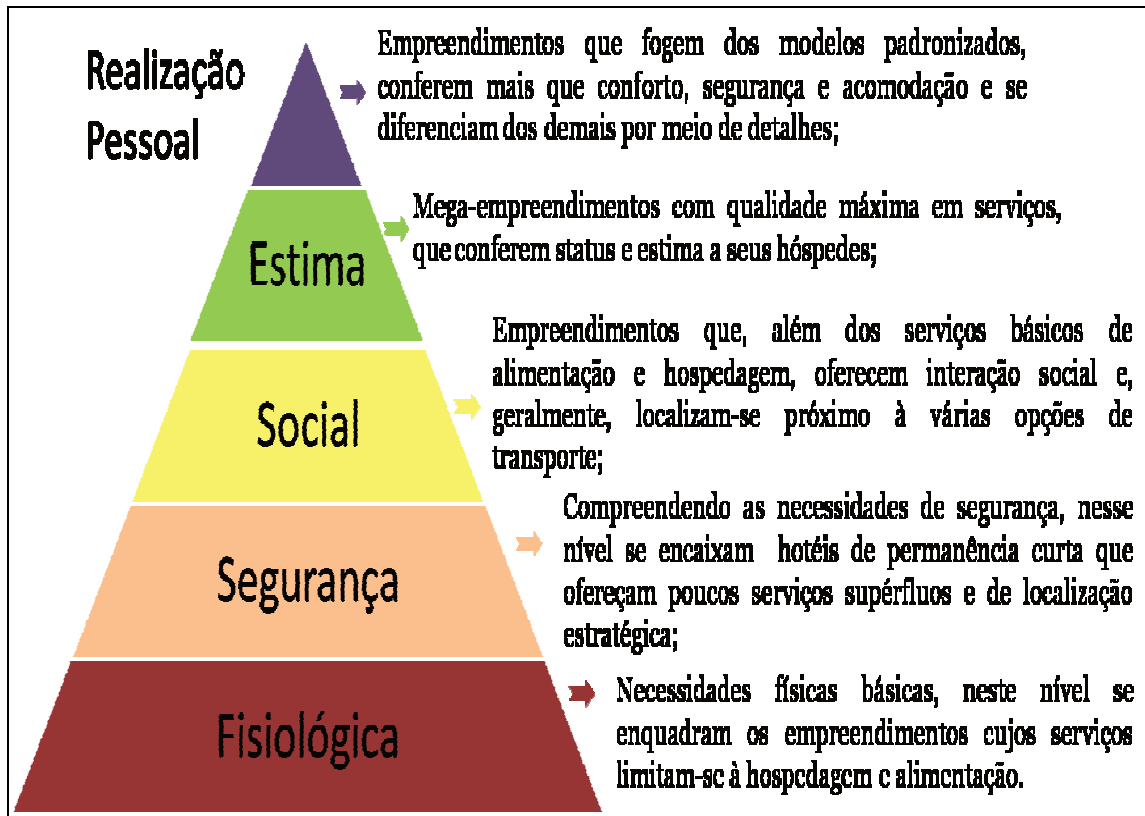 Realização
Pessoal
Empreendimentos que fogem dos modelos padronizados,
conferem mais que conforto, segurança e acomodação e se
diferenciam dos demais por meio de detalhes;
Estima
Mega-empreendimentos com qualidade máxima em serviços,
que conferem status e estima a seus hóspedes;
Social
Empreendimentos que, além dos serviços básicos de
alimentação e hospedagem, oferecem interação social e,
geralmente, localizam-se próximo à várias opções de
transporte;
Segurança
Compreendendo as necessidades de segurança, nesse
nível se encaixam hotéis de permanência curta que
ofereçam poucos serviços supérfluos e de localização
estratégica;
Fisiológica
Necessidades físicas básicas, neste nível se
enquadram os empreendimentos cujos serviços
limitam-se à hospedagem e alimentação.